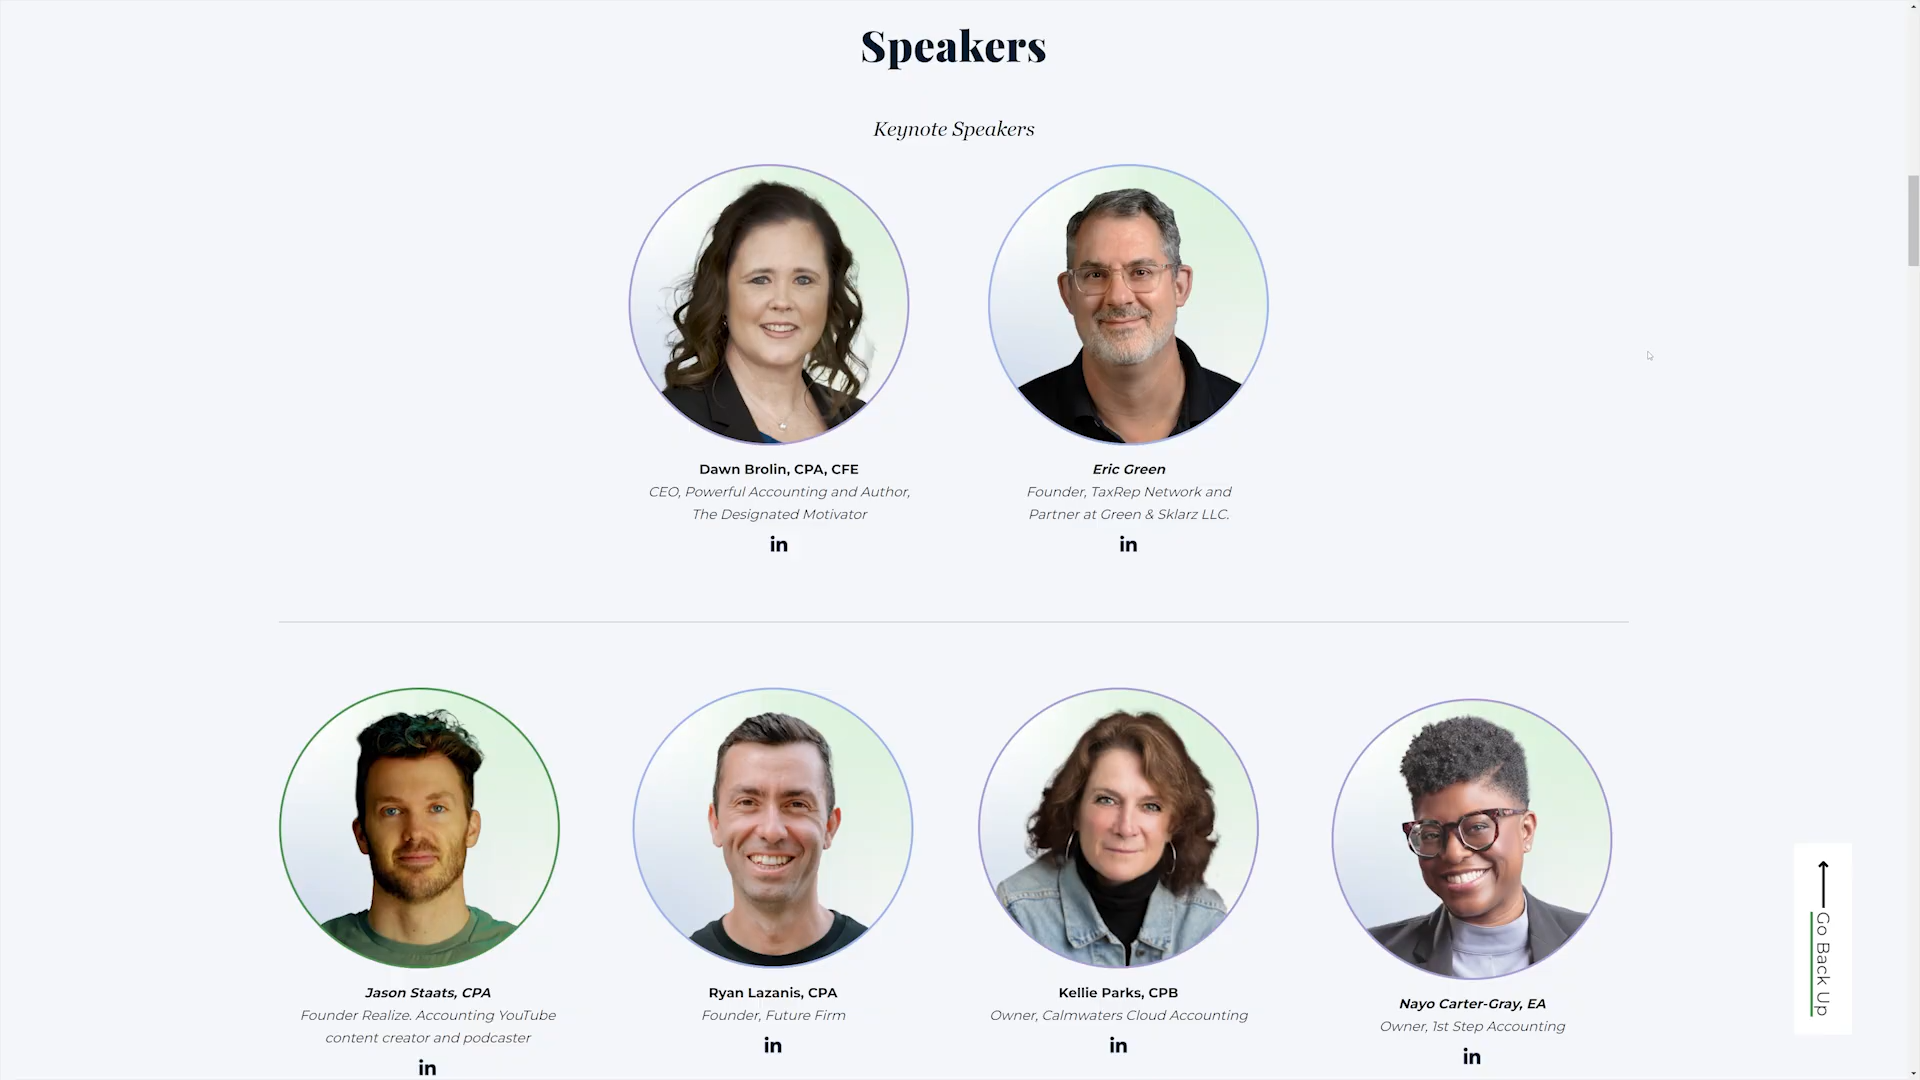 Speakers
Keynote Speakers
Dawn Brolin, CPA, CFE
CEO, Powerful Accounting and Author,
The Designated Motivator
in
Eric Green
Founder, TaxRep Network and
Partner at Green & Sklarz LLC.
in
Jason Staats, CPA
Founder Realize. Accounting YouTube
content creator and podcaster
in
Ryan Lazanis, CPA
Founder, Future Firm
in
Kellie Parks, CPB
Owner, Calmwaters Cloud Accounting
in
Nayo Carter-Gray, EA
Owner, 1st Step Accounting
in
Go Back Up